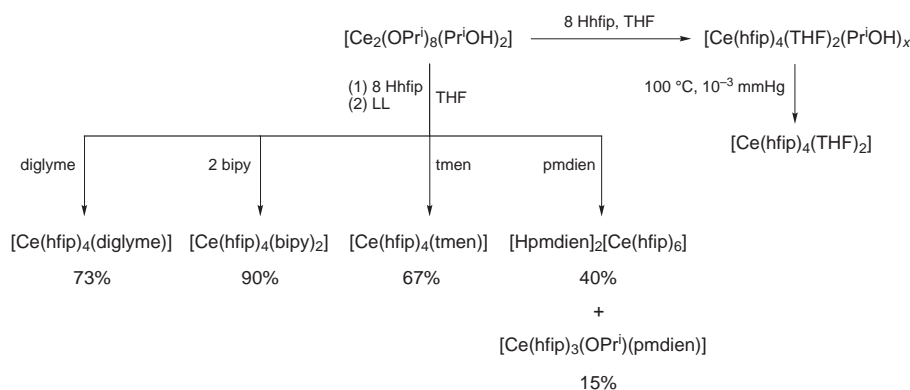 [Ce₂(OPrⁱ)₈(PrⁱOH)₂]
8 Hhfip, THF
[Ce(hfip)₄(THF)₂(PrⁱOH)ₓ]
(1) 8 Hhfip
(2) LL
THF
100 °C, 10⁻³ mmHg
[Ce(hfip)₄(THF)₂]
diglyme
2 bipy
tmen
pmdien
[Ce(hfip)₄(diglyme)]
[Ce(hfip)₄(bipy)₂]
[Ce(hfip)₄(tmen)]
[Hpmdien]₂[Ce(hfip)₆]
73%
90%
67%
40%
+
[Ce(hfip)₃(OPrⁱ)(pmdien)]
15%